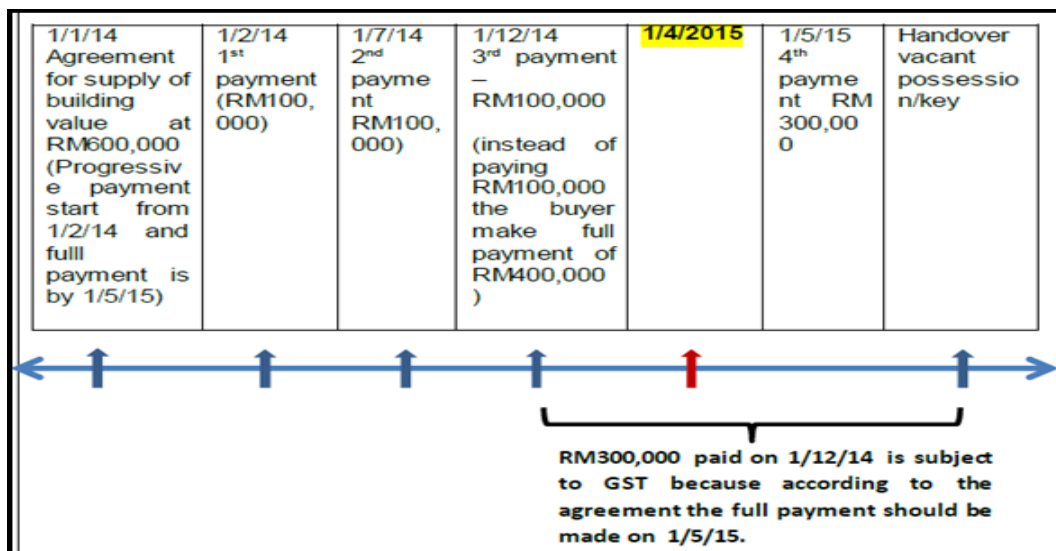 1/1/14
Agreement
for supply of
building
value at
RM600,000
(Progressiv
e payment
start from
1/2/14 and
fulll
payment is
by 1/5/15)
1/2/14
1st
payment
(RM100,
000)
1/7/14
2nd
payme
nt
RM100,
000)
1/12/14
3rd payment
–
RM100,000
(instead of
paying
RM100,000
the buyer
make full
payment of
RM400,000
)
1/4/2015
1/5/15
4th
payme
nt RM
300,00
0
Handover
vacant
possessio
n/key
RM300,000 paid on 1/12/14 is subject
to GST because according to the
agreement the full payment should be
made on 1/5/15.